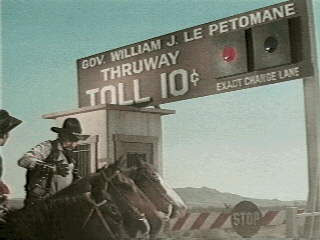 GOV. WILLIAM J. LE PETOMANE
THRUWAY
TOLL 10¢
EXACT CHANGE LANE
STOP